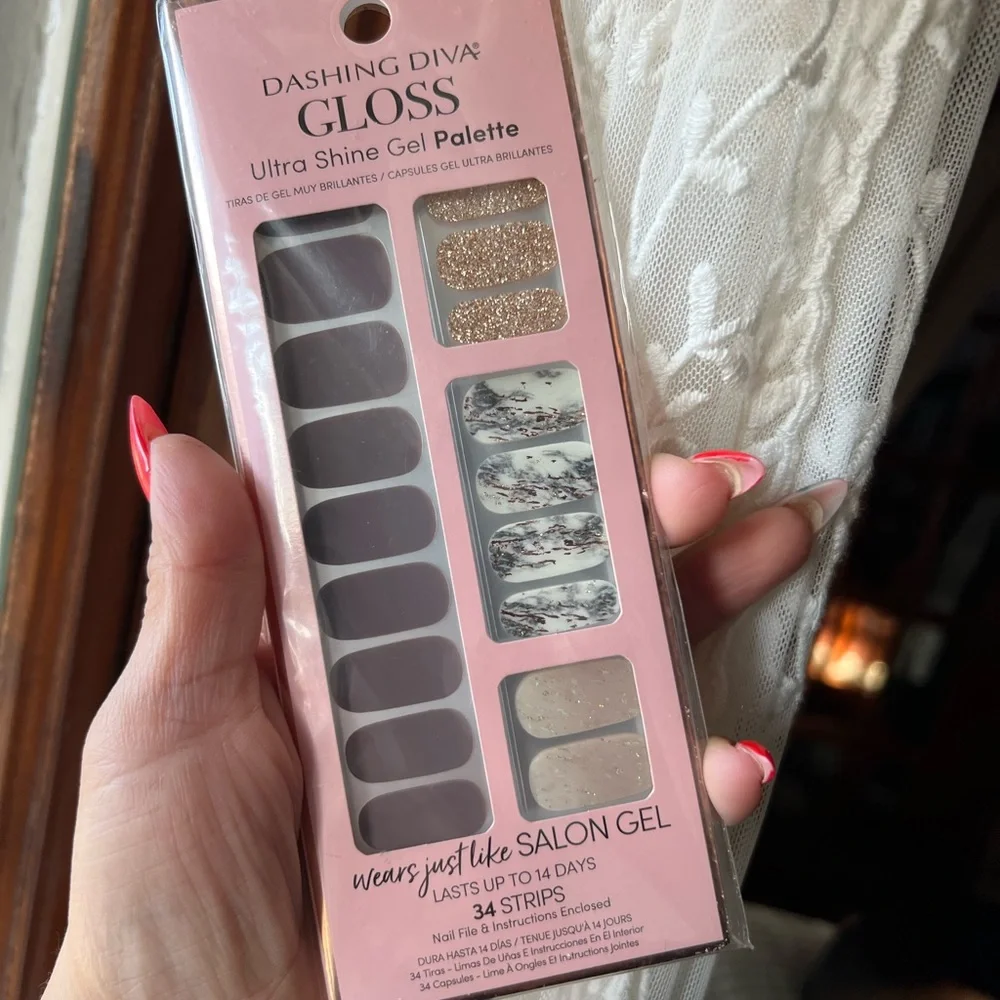 DASHING DIVA®
GLOSS
Ultra Shine Gel Palette
TIRAS DE GEL MUY BRILLANTES / CAPSULES GEL ULTRA BRILLANTES
wears just like SALON GEL
LASTS UP TO 14 DAYS
34 STRIPS
Nail File & Instructions Enclosed
DURA HASTA 14 DÍAS / TENUE JUSQU'À 14 JOURS
34 Tiras - Limas De Uñas E Instrucciones En El Interior
34 Capsules - Lime À Ongles Et Instructions Jointes